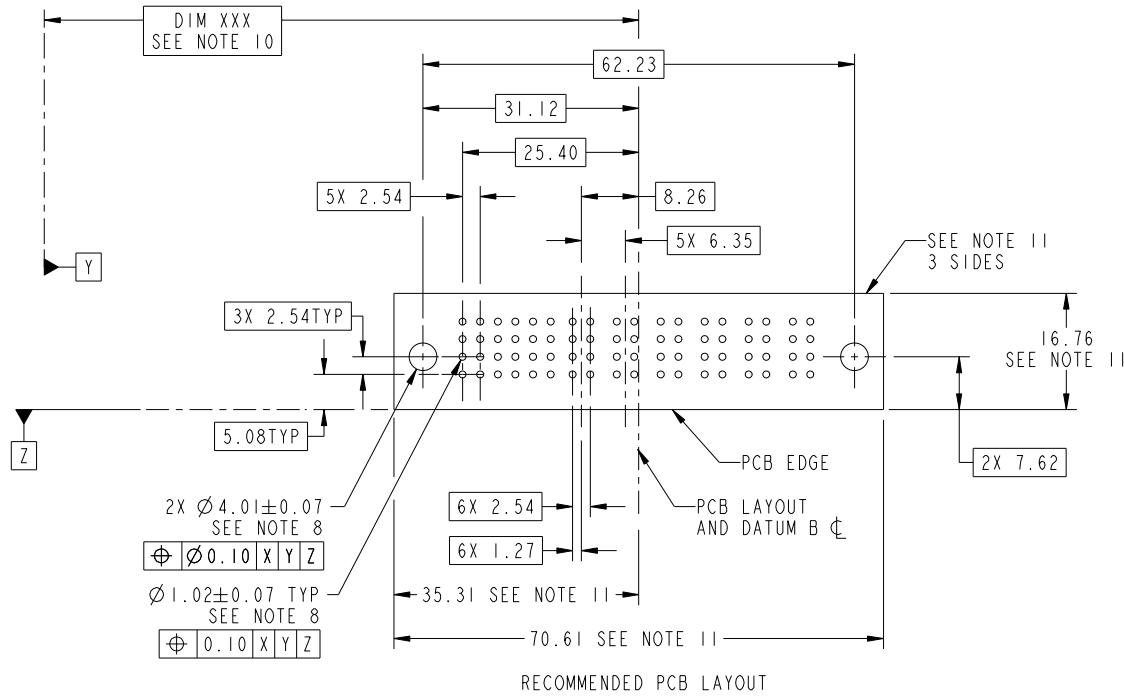 DIM XXX
SEE NOTE 10
62.23
31.12
25.40
5X 2.54
8.26
5X 6.35
Y
SEE NOTE 11
3 SIDES
3X 2.54TYP
16.76
SEE NOTE 11
5.08TYP
Z
PCB EDGE
2X 7.62
2X Ø4.01±0.07
SEE NOTE 8
⌖ Ø0.10 X Y Z
6X 2.54
PCB LAYOUT
AND DATUM B ℄
6X 1.27
Ø1.02±0.07 TYP
SEE NOTE 8
⌖ 0.10 X Y Z
35.31 SEE NOTE 11
70.61 SEE NOTE 11
RECOMMENDED PCB LAYOUT